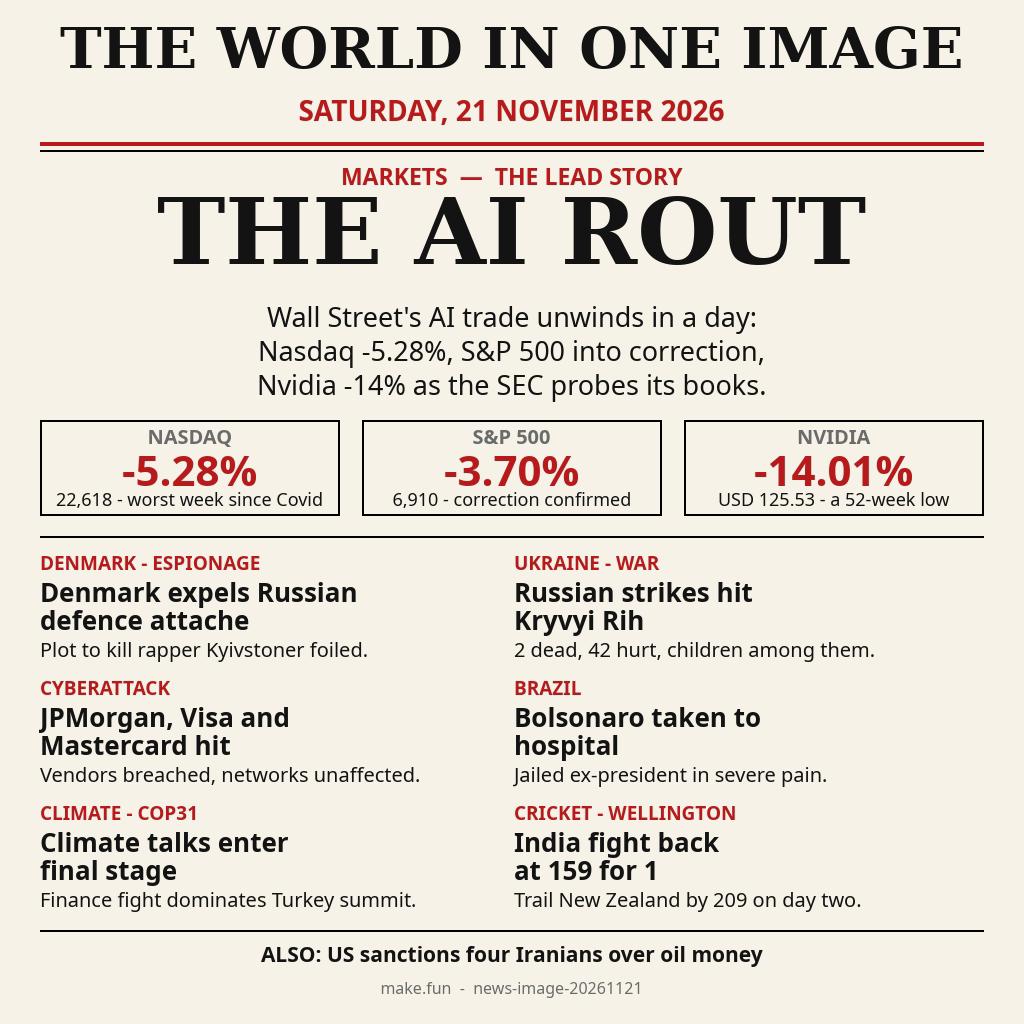 THE WORLD IN ONE IMAGE
SATURDAY, 21 NOVEMBER 2026
MARKETS — THE LEAD STORY
THE AI ROUT
Wall Street's AI trade unwinds in a day:
Nasdaq -5.28%, S&P 500 into correction,
Nvidia -14% as the SEC probes its books.
NASDAQ
-5.28%
22,618 - worst week since Covid
S&P 500
-3.70%
6,910 - correction confirmed
NVIDIA
-14.01%
USD 125.53 - a 52-week low
DENMARK - ESPIONAGE
Denmark expels Russian
defence attache
Plot to kill rapper Kyivstoner foiled.
UKRAINE - WAR
Russian strikes hit
Kryvyi Rih
2 dead, 42 hurt, children among them.
CYBERATTACK
JPMorgan, Visa and
Mastercard hit
Vendors breached, networks unaffected.
BRAZIL
Bolsonaro taken to
hospital
Jailed ex-president in severe pain.
CLIMATE - COP31
Climate talks enter
final stage
Finance fight dominates Turkey summit.
CRICKET - WELLINGTON
India fight back
at 159 for 1
Trail New Zealand by 209 on day two.
ALSO: US sanctions four Iranians over oil money
make.fun - news-image-20261121